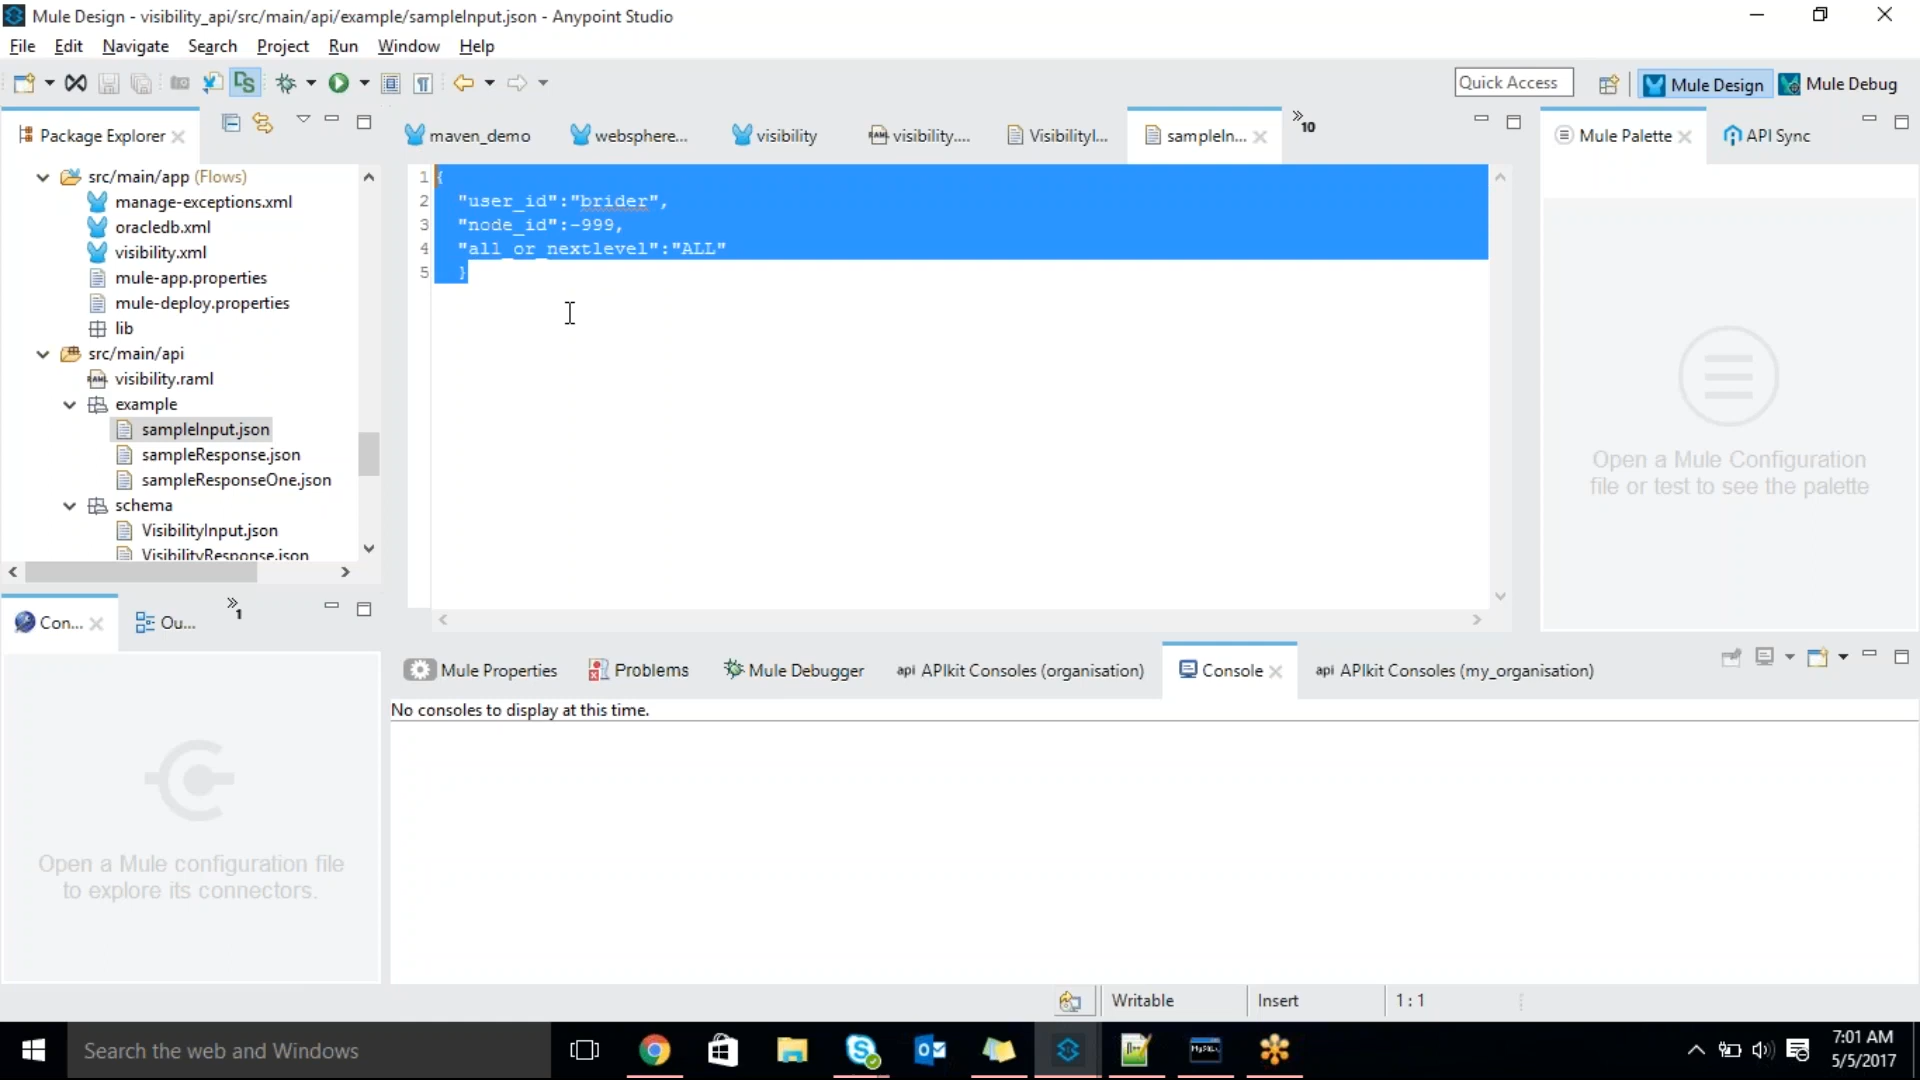 Mule Design - visibility_api/src/main/api/example/sampleInput.json - Anypoint Studio
File Edit Navigate Search Project Run Window Help
Quick Access
Mule Design
Mule Debug
Package Explorer
maven_demo
websphere...
visibility
visibility....
VisibilityI...
sampleIn...
10
Mule Palette
API Sync
src/main/app (Flows)
manage-exceptions.xml
oracledb.xml
visibility.xml
mule-app.properties
mule-deploy.properties
lib
src/main/api
visibility.raml
example
sampleInput.json
sampleResponse.json
sampleResponseOne.json
schema
VisibilityInput.json
VisibilityResponse.json
1 {
2 "user_id":"brider",
3 "node_id":-999,
4 "all_or_nextlevel":"ALL"
5 }
Open a Mule Configuration
file or test to see the palette
Con...
Ou...
1
Open a Mule configuration file
to explore its connectors.
Mule Properties
Problems
Mule Debugger
api APIkit Consoles (organisation)
Console
api APIkit Consoles (my_organisation)
No consoles to display at this time.
Writable
Insert
1 : 1
Search the web and Windows
7:01 AM
5/5/2017